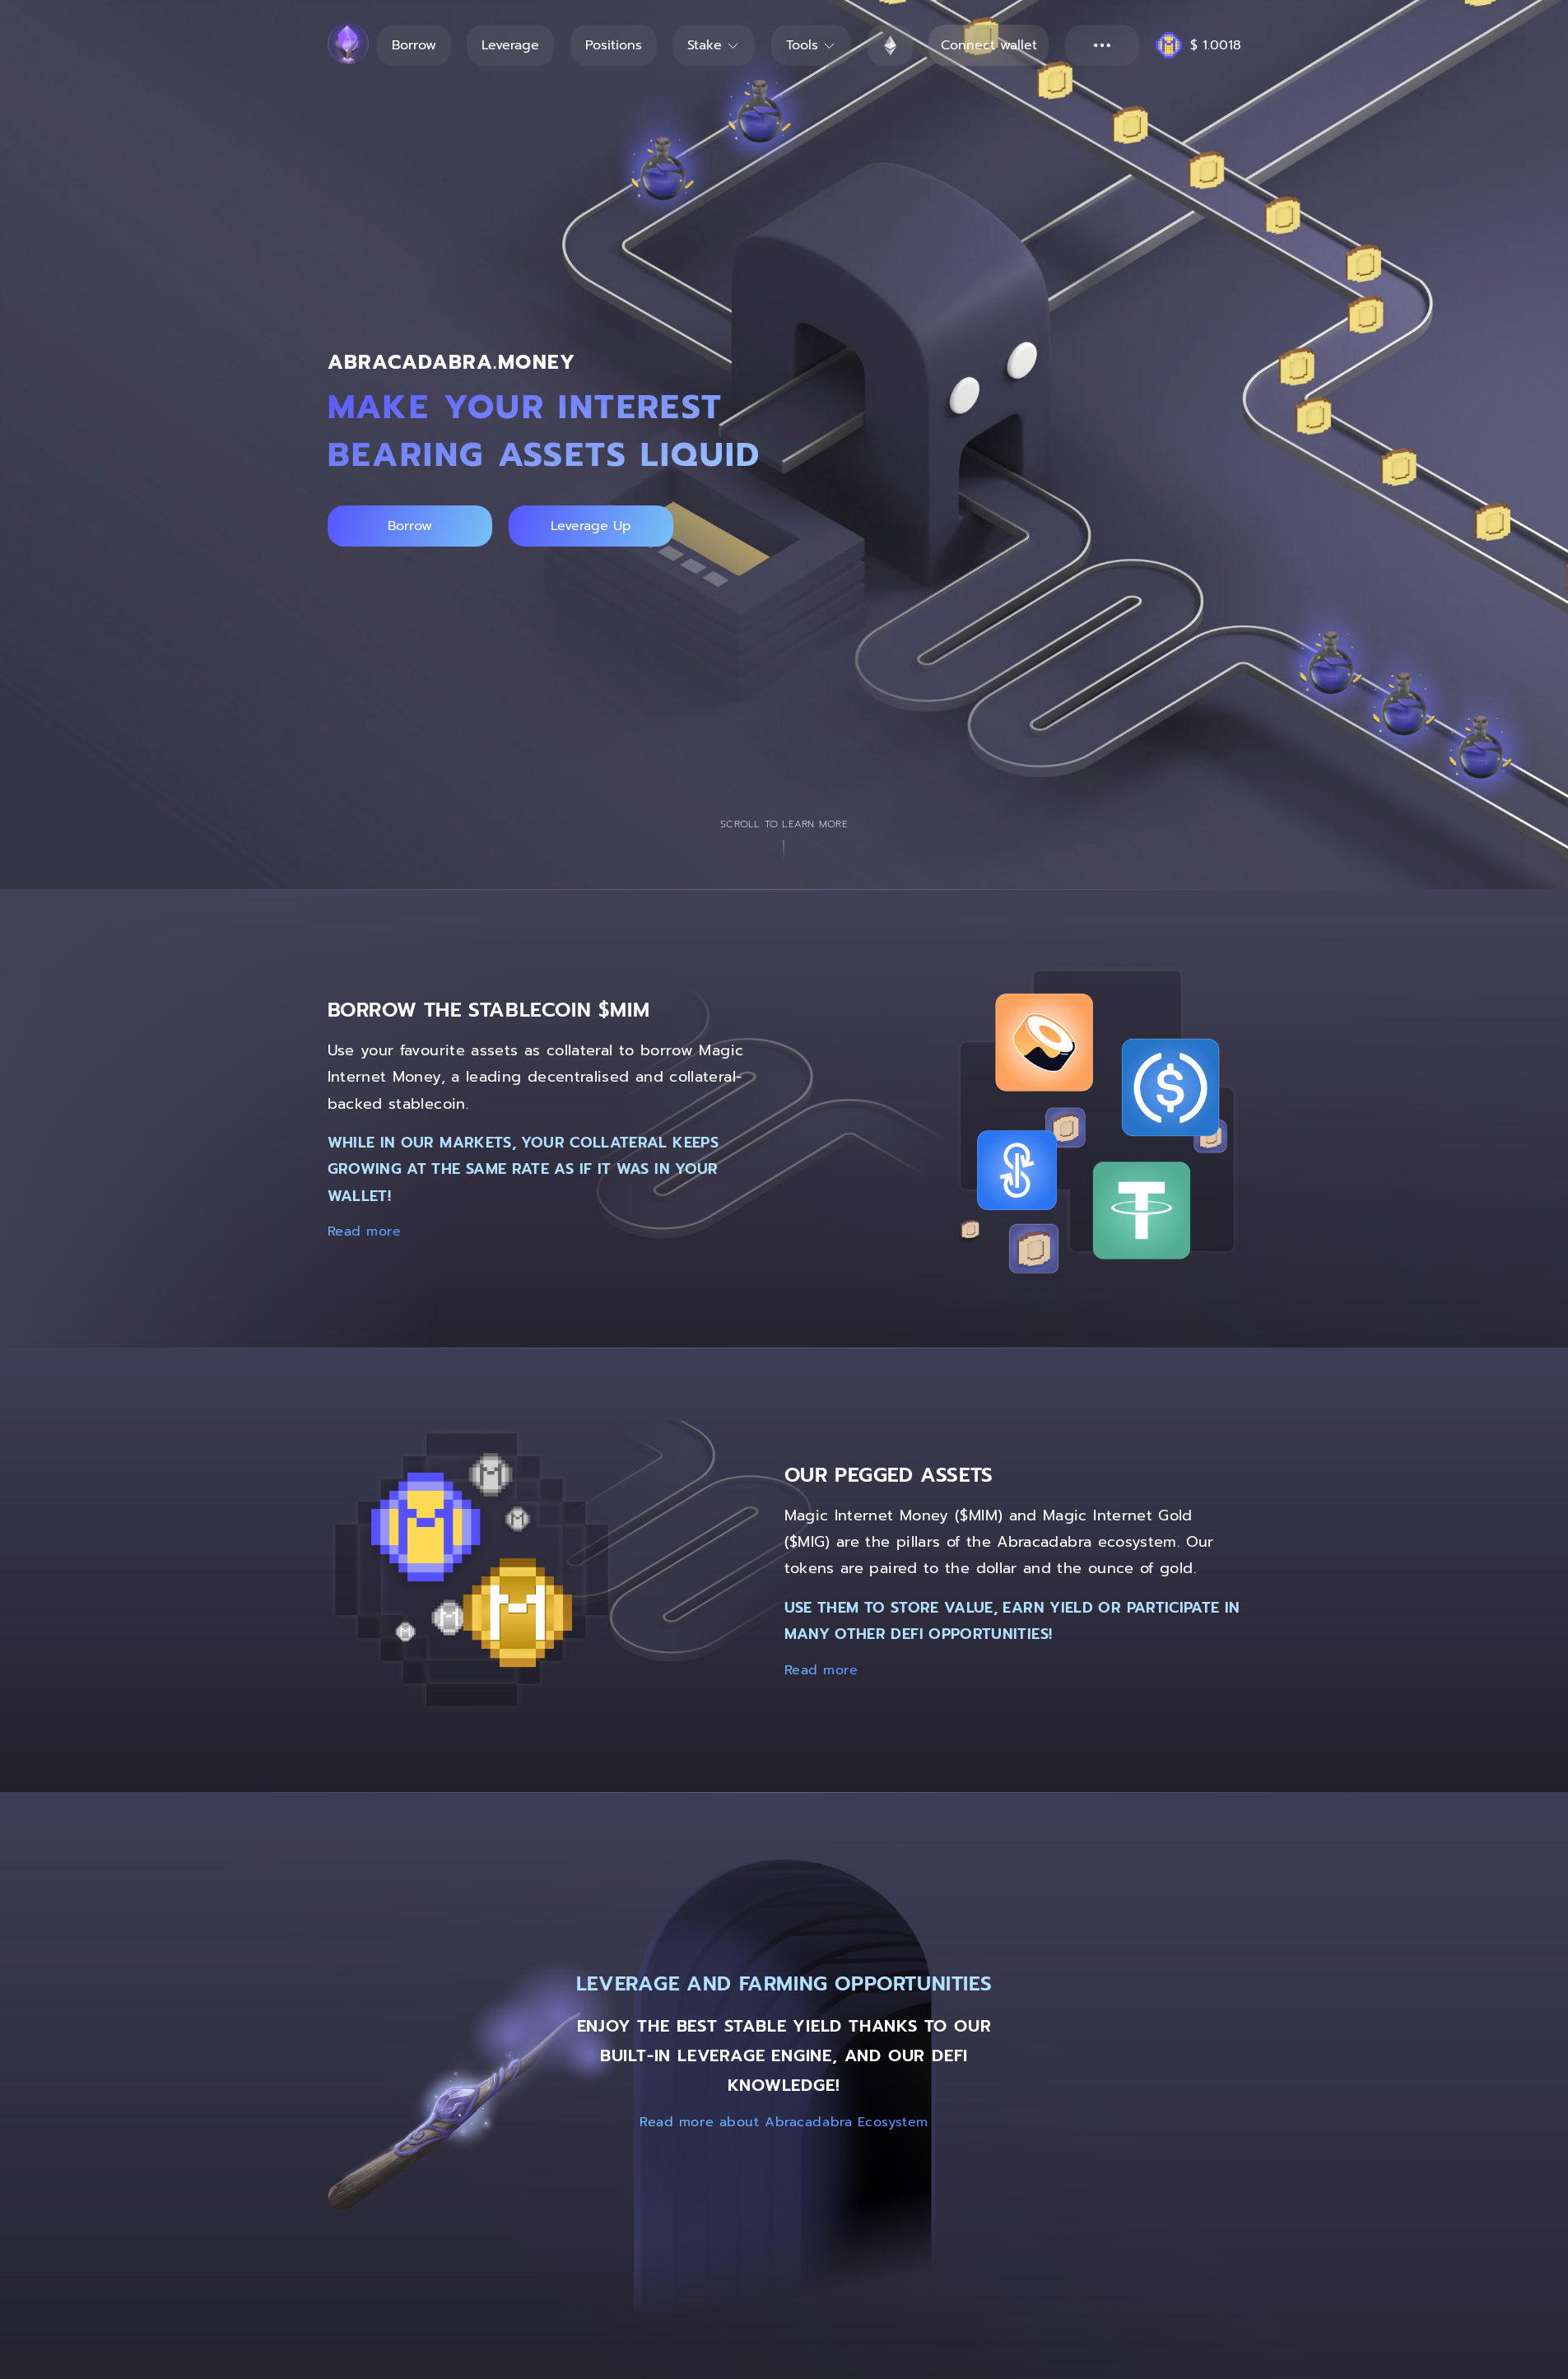 Borrow
Leverage
Positions
Stake
Tools
Connect wallet
$ 1.0018
ABRACADABRA.MONEY
MAKE YOUR INTEREST
BEARING ASSETS LIQUID
Borrow
Leverage Up
SCROLL TO LEARN MORE
BORROW THE STABLECOIN $MIM
Use your favourite assets as collateral to borrow Magic
Internet Money, a leading decentralised and collateral-
backed stablecoin.
WHILE IN OUR MARKETS, YOUR COLLATERAL KEEPS
GROWING AT THE SAME RATE AS IF IT WAS IN YOUR
WALLET!
Read more
OUR PEGGED ASSETS
Magic Internet Money ($MIM) and Magic Internet Gold
($MIG) are the pillars of the Abracadabra ecosystem. Our
tokens are paired to the dollar and the ounce of gold.
USE THEM TO STORE VALUE, EARN YIELD OR PARTICIPATE IN
MANY OTHER DEFI OPPORTUNITIES!
Read more
LEVERAGE AND FARMING OPPORTUNITIES
ENJOY THE BEST STABLE YIELD THANKS TO OUR
BUILT-IN LEVERAGE ENGINE, AND OUR DEFI
KNOWLEDGE!
Read more about Abracadabra Ecosystem